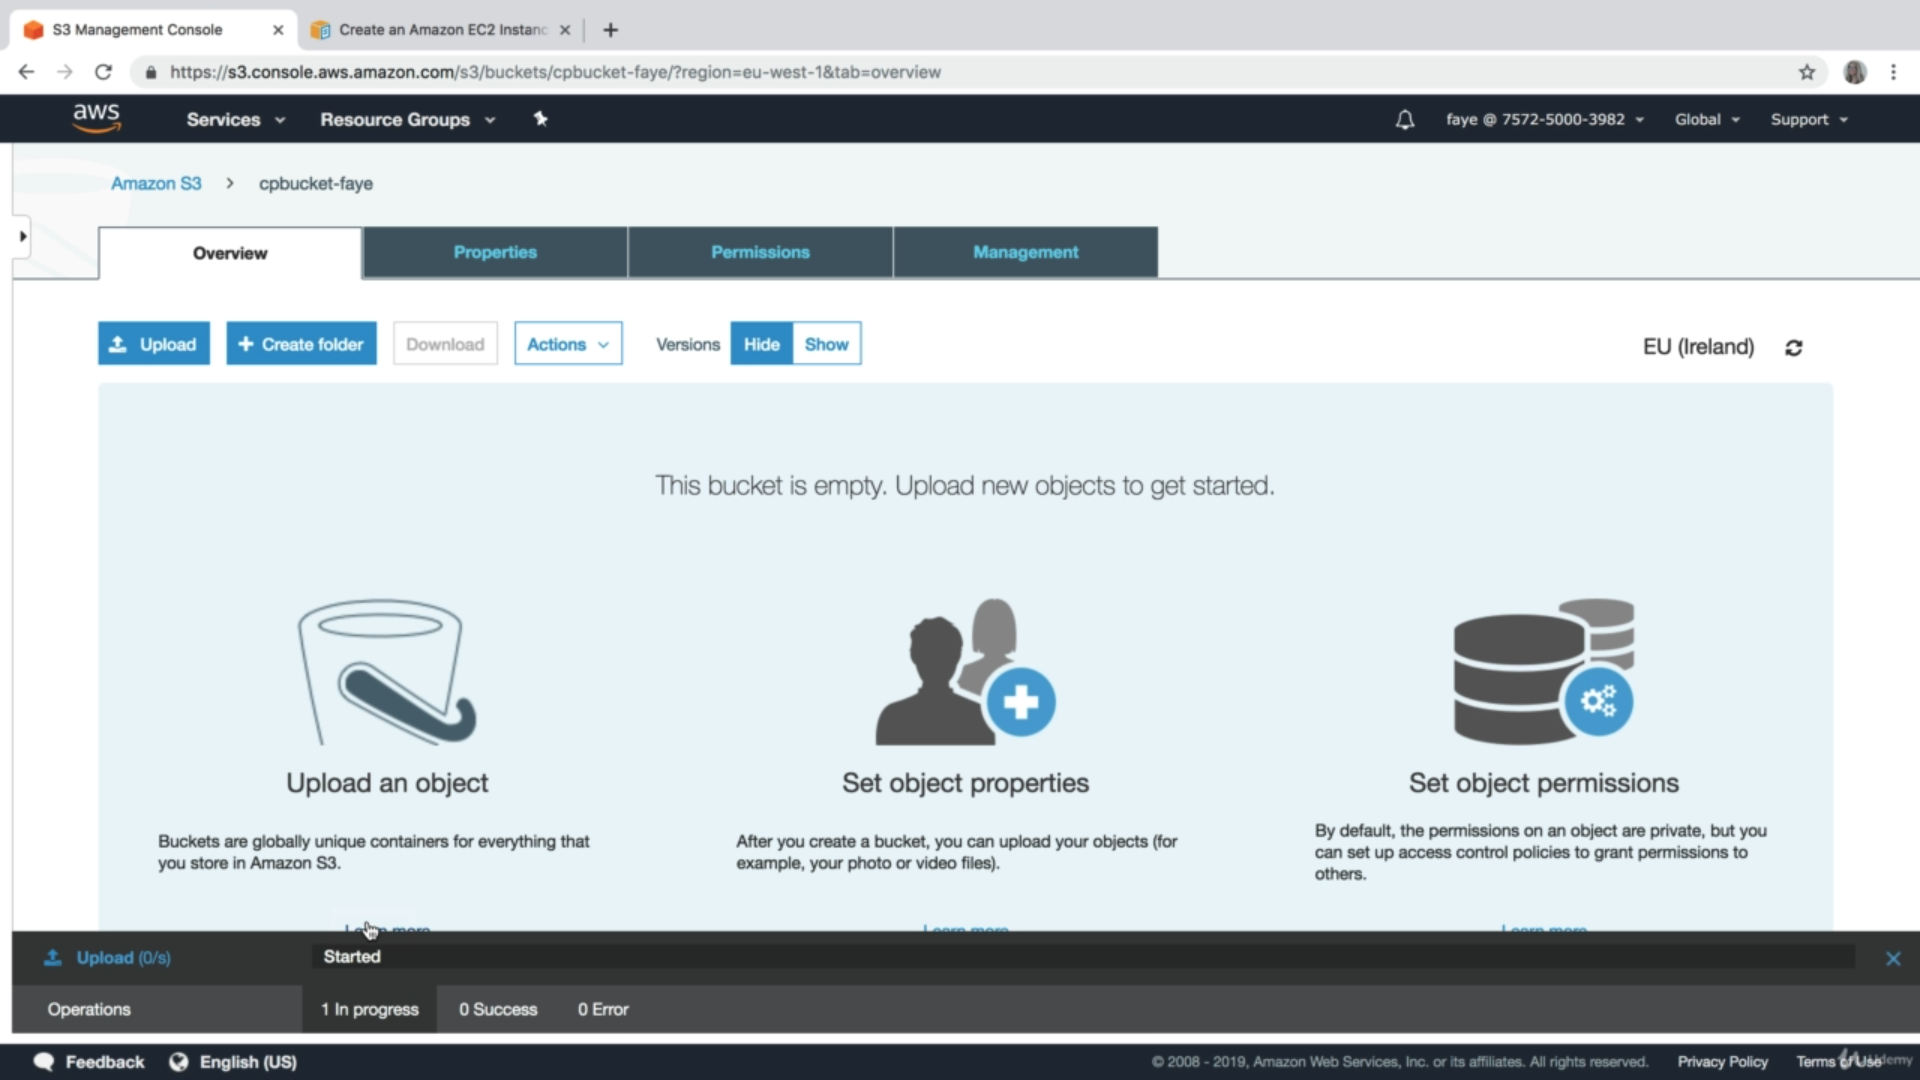 S3 Management Console
Create an Amazon EC2 Instanc
https://s3.console.aws.amazon.com/s3/buckets/cpbucket-faye/?region=eu-west-1&tab=overview
aws Services Resource Groups faye @ 7572-5000-3982 Global Support
Amazon S3 > cpbucket-faye
Overview Properties Permissions Management
Upload + Create folder Download Actions Versions Hide Show EU (Ireland)
This bucket is empty. Upload new objects to get started.
Upload an object
Buckets are globally unique containers for everything that
you store in Amazon S3.
Learn more
Set object properties
After you create a bucket, you can upload your objects (for
example, your photo or video files).
Learn more
Set object permissions
By default, the permissions on an object are private, but you
can set up access control policies to grant permissions to
others.
Learn more
Upload (0/s) Started
Operations 1 In progress 0 Success 0 Error
Feedback English (US) © 2008 - 2019, Amazon Web Services, Inc. or its affiliates. All rights reserved. Privacy Policy Terms of Use